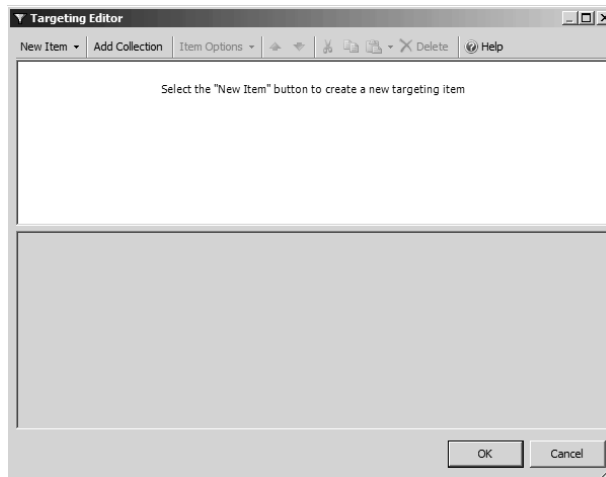 Targeting Editor
New Item Add Collection Item Options Delete Help
Select the "New Item" button to create a new targeting item
OK Cancel